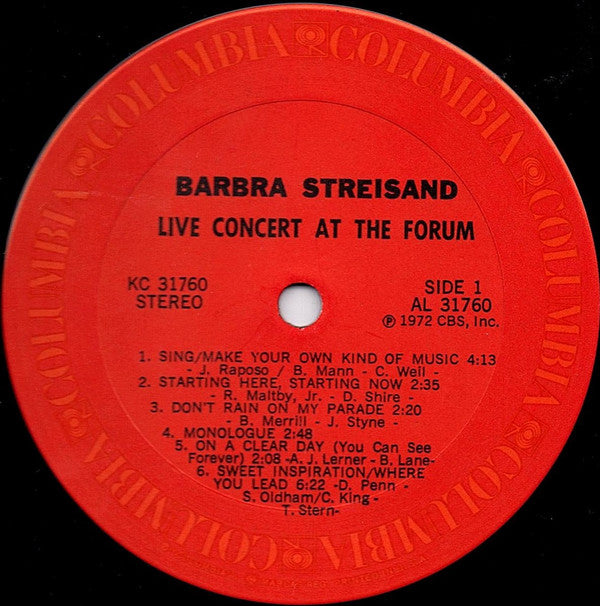 COLUMBIA COLUMBIA COLUMBIA COLUMBIA COLUMBIA COLUMBIA
BARBRA STREISAND
LIVE CONCERT AT THE FORUM
KC 31760
STEREO
SIDE 1
AL 31760
Ⓟ 1972 CBS, Inc.
1. SING/MAKE YOUR OWN KIND OF MUSIC 4:13
- J. Raposo / B. Mann - C. Weil -
2. STARTING HERE, STARTING NOW 2:35
- R. Maltby, Jr. - D. Shire -
3. DON'T RAIN ON MY PARADE 2:20
- B. Merrill - J. Styne -
4. MONOLOGUE 2:48
5. ON A CLEAR DAY (You Can See
Forever) 2:08 -A. J. Lerner - B. Lane-
6. SWEET INSPIRATION/WHERE
YOU LEAD 6:22 -D. Penn -
S. Oldham/C. King -
T. Stern-